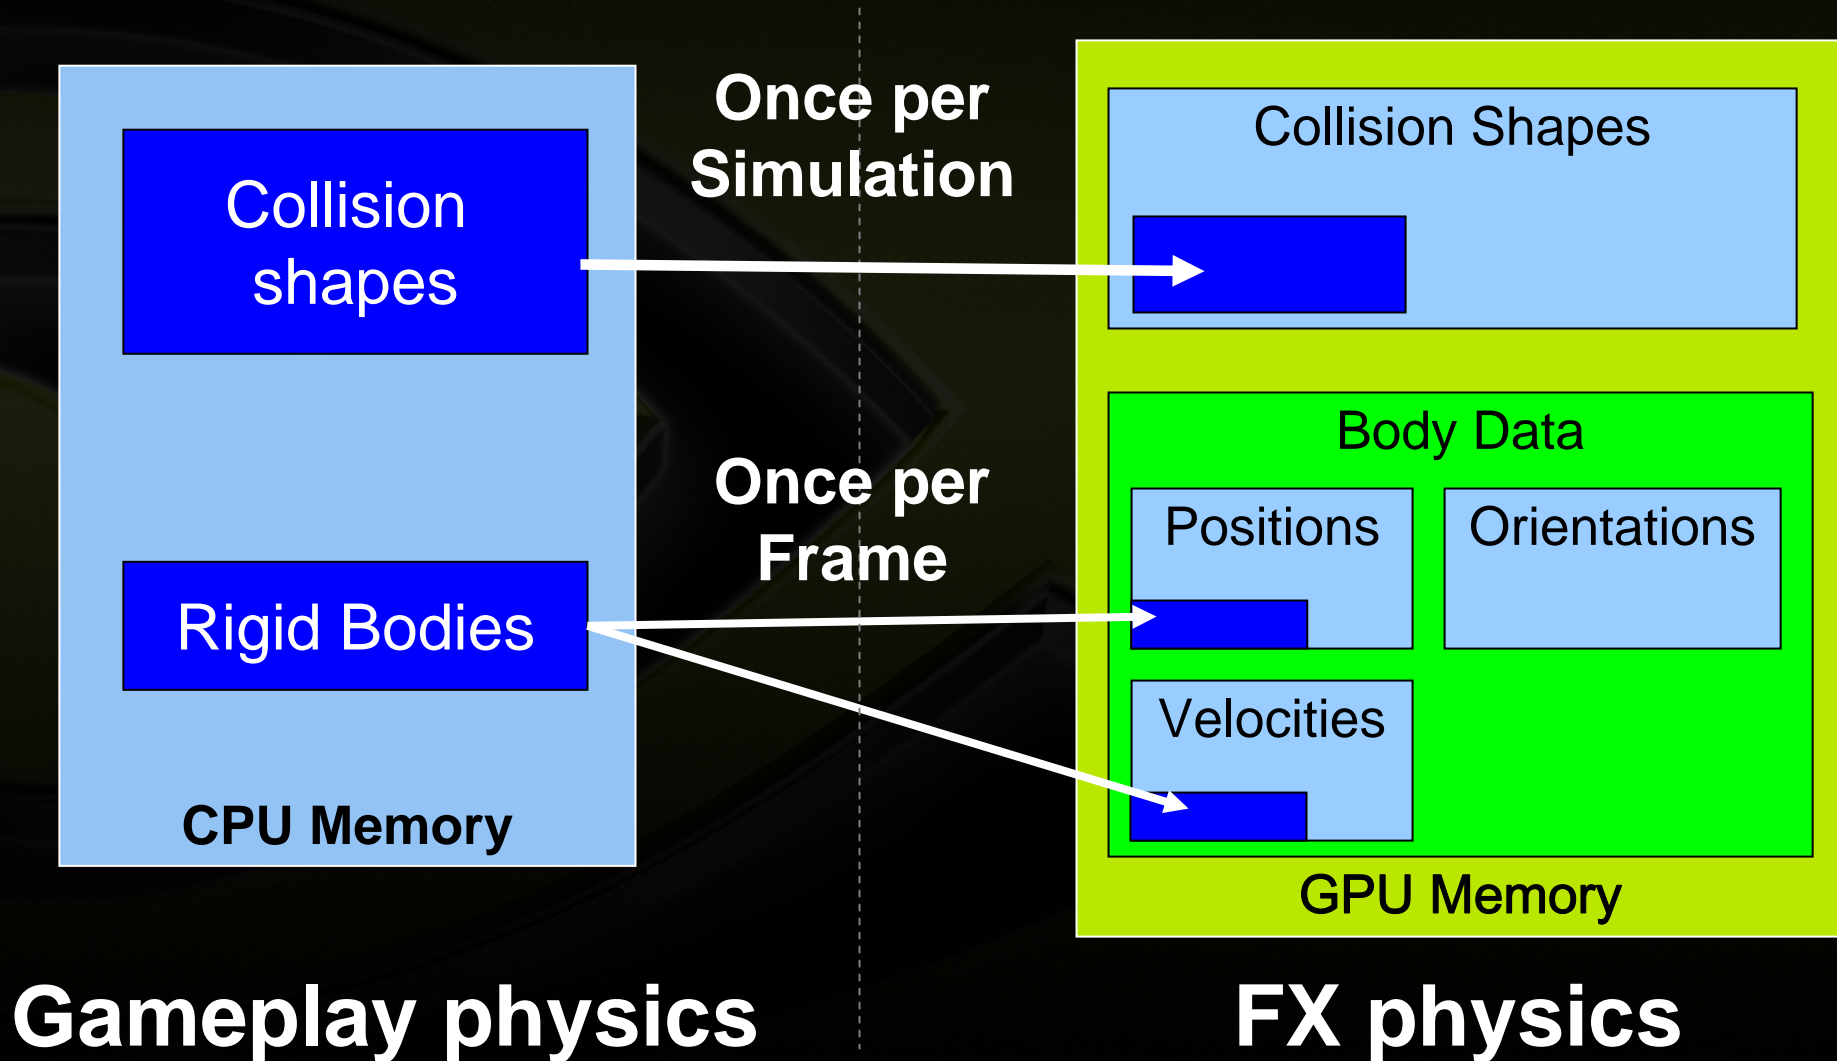 Once per
Simulation
Collision
shapes
Collision Shapes
Once per
Frame
Rigid Bodies
CPU Memory
Body Data
Positions
Orientations
Velocities
GPU Memory
Gameplay physics
FX physics